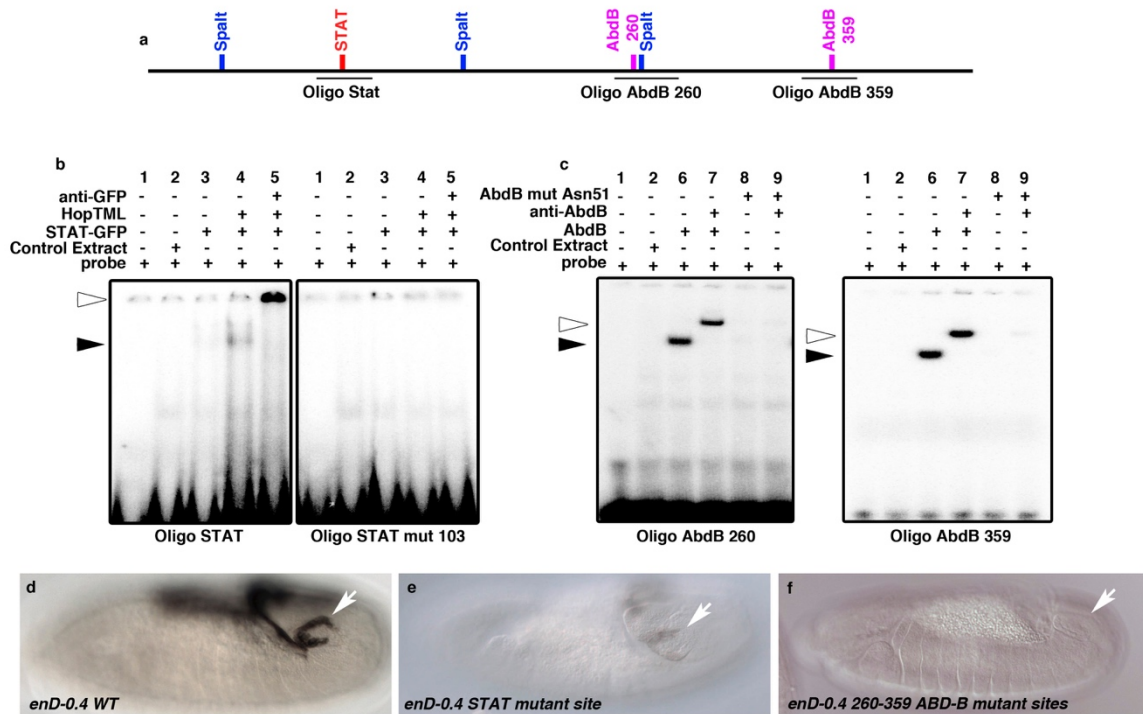 a
Spalt
STAT
Spalt
AbdB 260
Spalt
AbdB 359
Oligo Stat
Oligo AbdB 260
Oligo AbdB 359
b
1 2 3 4 5 1 2 3 4 5
anti-GFP - - - - + - - - - +
HopTML - - - + + - - - + +
STAT-GFP - - + + + - - + + +
Control Extract - + - - - - + - - -
probe + + + + + + + + + +
Oligo STAT
Oligo STAT mut 103
c
1 2 6 7 8 9 1 2 6 7 8 9
AbdB mut Asn51 - - - - + + - - - - + +
anti-AbdB - - - + - + - - - + - +
AbdB - - + + - - - - + + - -
Control Extract - + - - - - - + - - - -
probe + + + + + + + + + + + +
Oligo AbdB 260
Oligo AbdB 359
d
enD-0.4 WT
e
enD-0.4 STAT mutant site
f
enD-0.4 260-359 ABD-B mutant sites